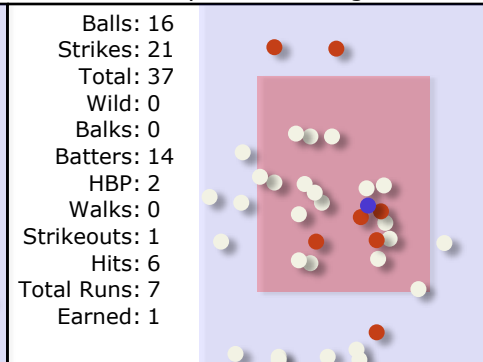 Balls: 16
Strikes: 21
Total: 37
Wild: 0
Balks: 0
Batters: 14
HBP: 2
Walks: 0
Strikeouts: 1
Hits: 6
Total Runs: 7
Earned: 1